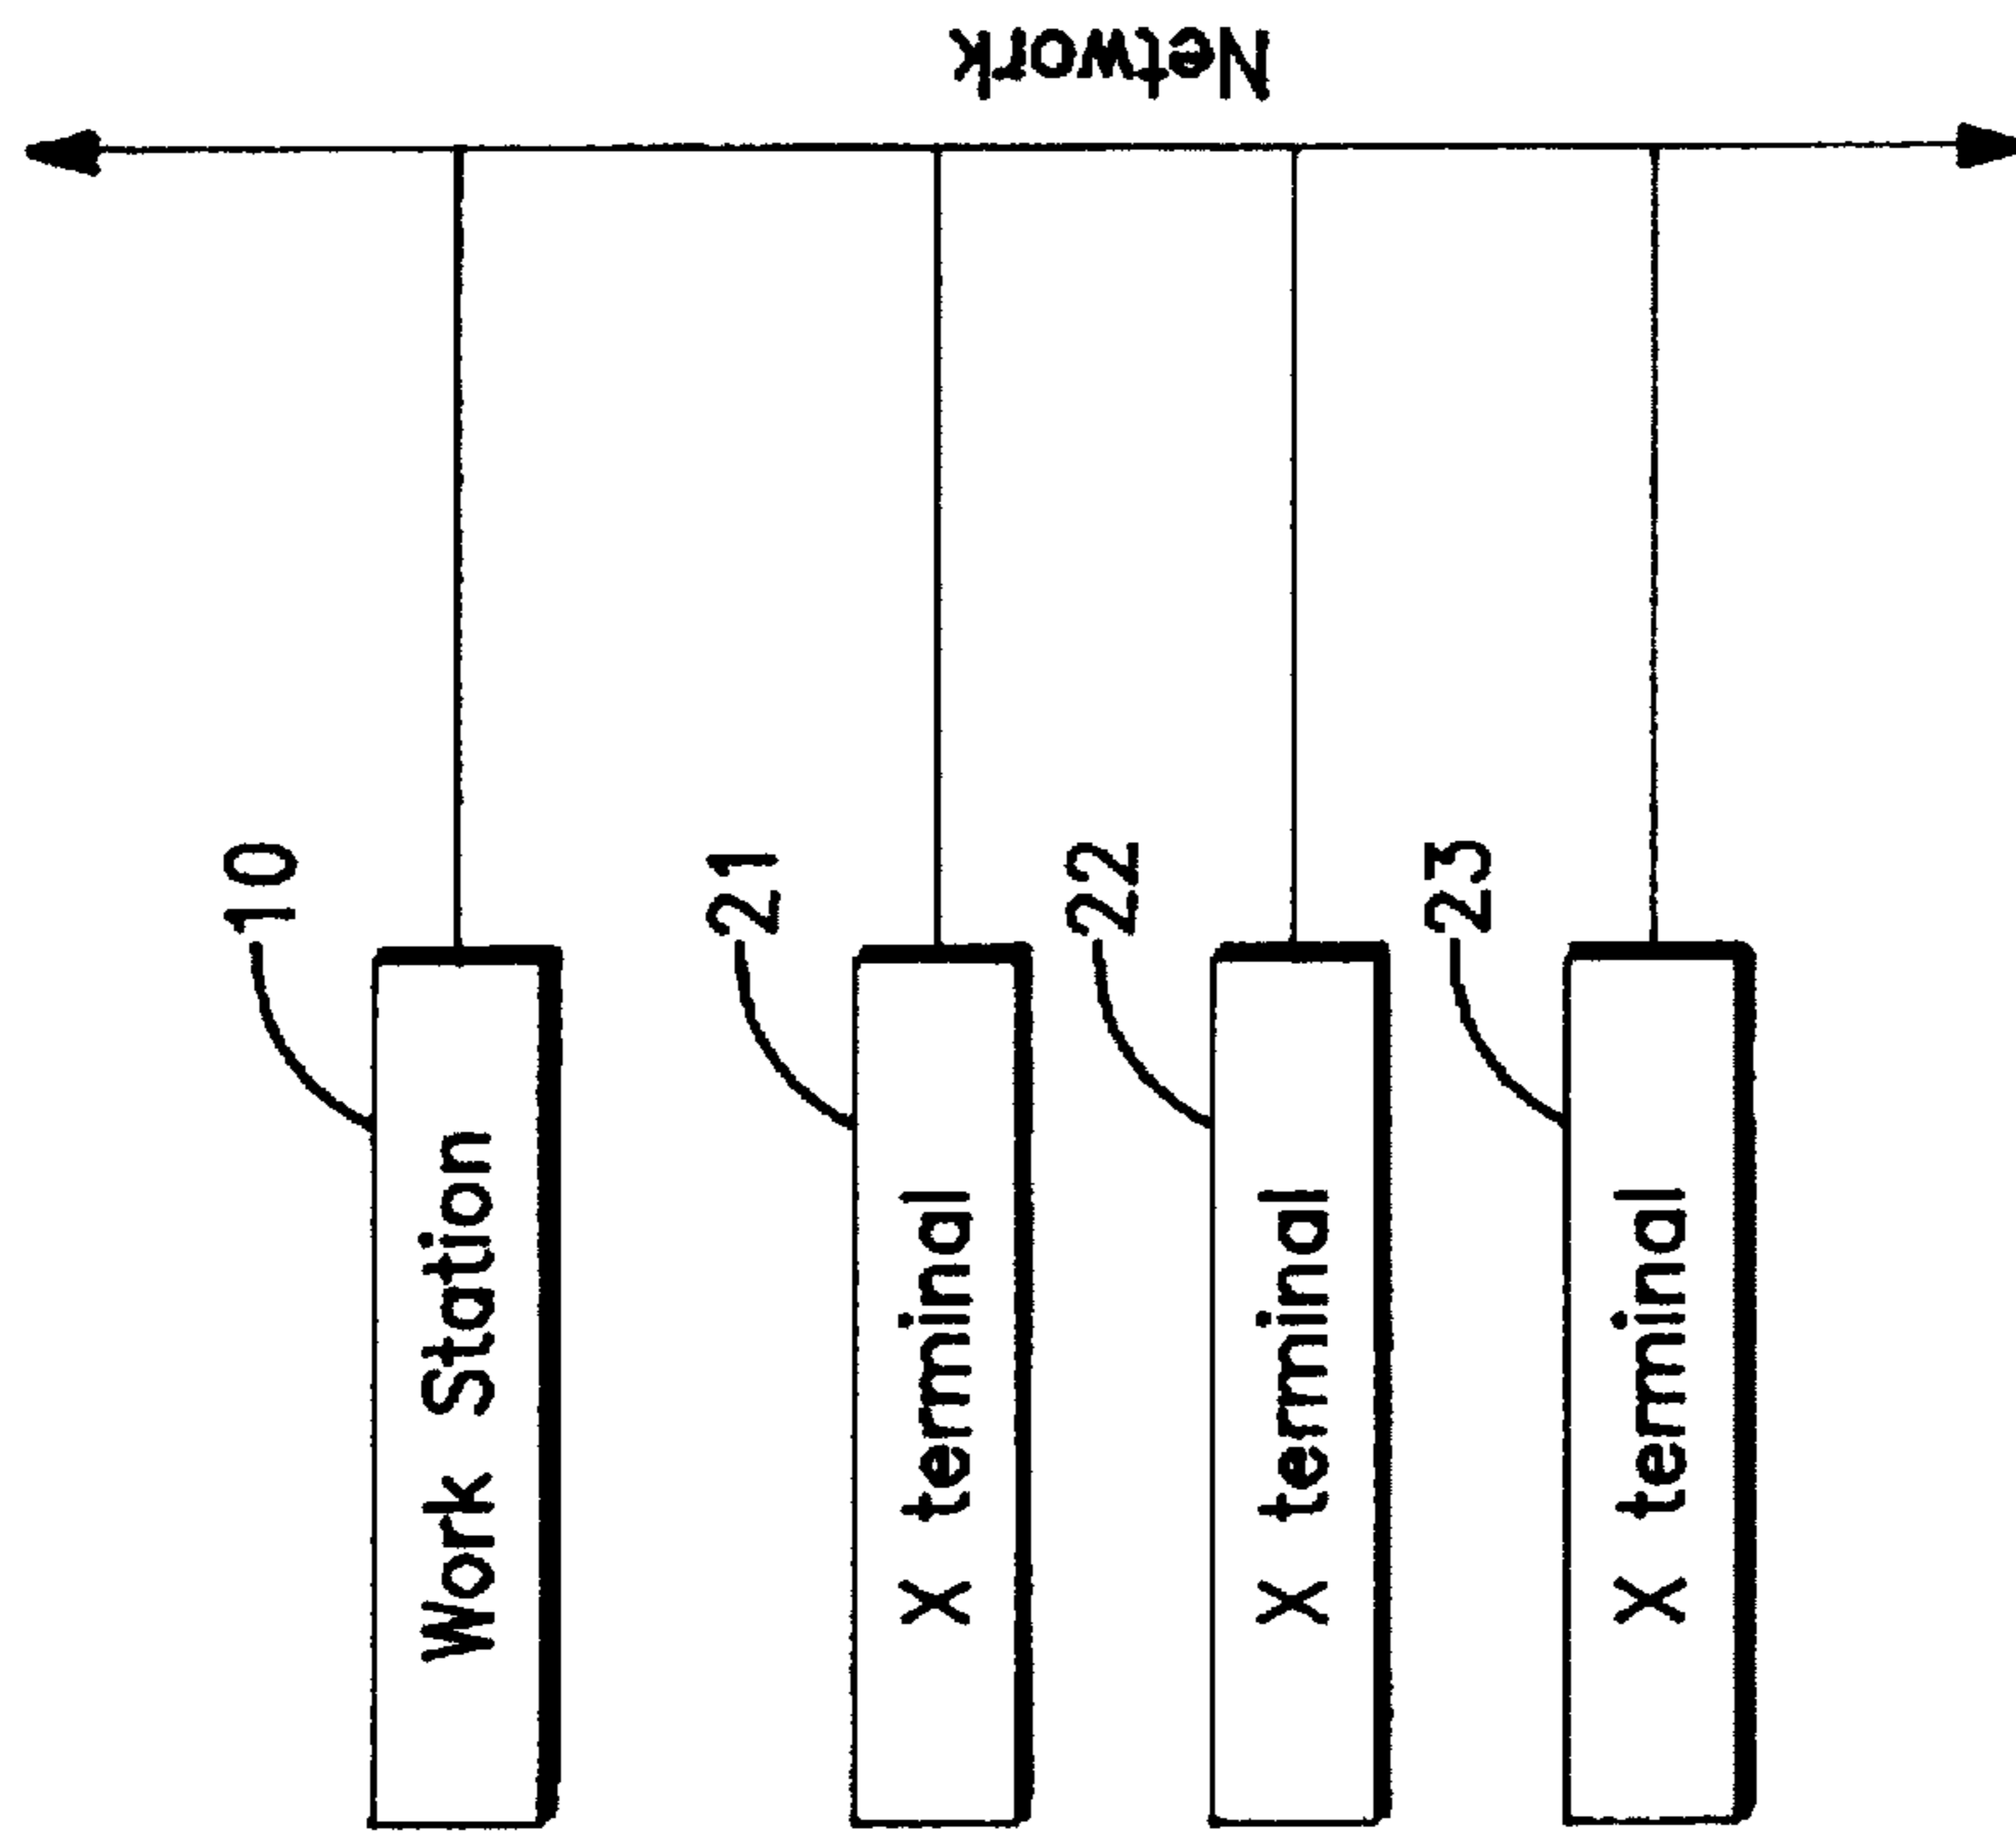 Network
10
Work Station
21
X terminal
22
X terminal
23
X terminal